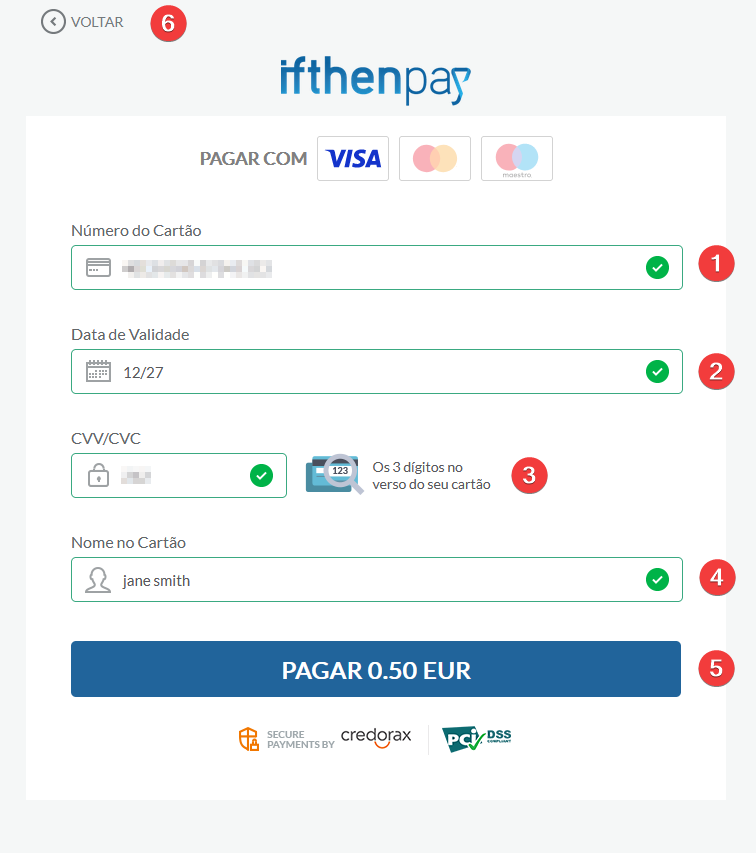 VOLTAR 6
ifthenpay
PAGAR COM VISA maestro
Número do Cartão
1
Data de Validade
12/27 2
CVV/CVC
123 Os 3 dígitos no
verso do seu cartão
3
Nome no Cartão
jane smith 4
PAGAR 0.50 EUR 5
SECURE
PAYMENTS BY credorax PCI DSS
COMPLIANT